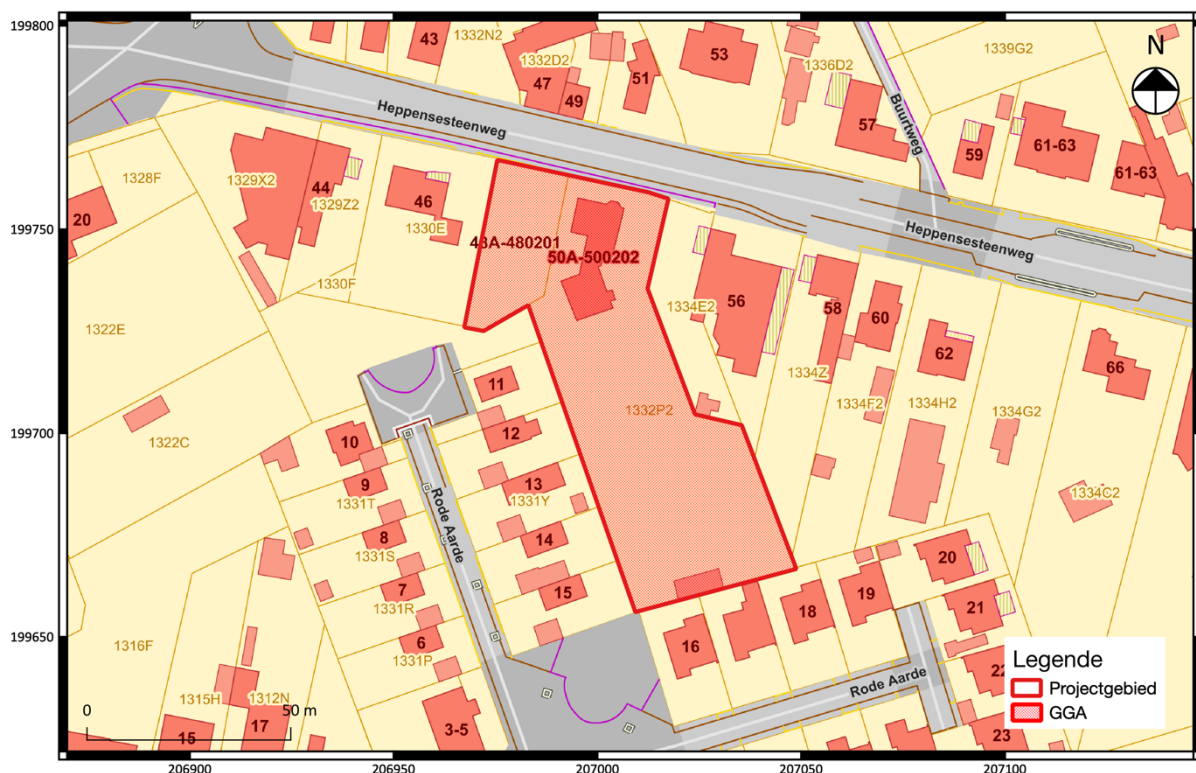 199800
199750
199700
199650
206900
206950
207000
207050
207100
N
43
1332N2
1332D2
47
49
51
53
1336D2
57
1339G2
59
61-63
61-63
Heppensesteenweg
Buurtweg
Heppensesteenweg
1328F
20
1329X2
44
1329Z2
46
1330E
1330F
48A-480201
50A-500202
1334E2
56
58
60
62
66
1334Z
1334F2
1334H2
1334G2
1334C2
1322E
1322C
1332P2
11
12
13
1331Y
14
15
10
9
1331T
8
1331S
7
1331R
6
1331P
3-5
Rode Aarde
16
18
19
20
21
22
23
Rode Aarde
1316F
1315H
1312N
15
17
0
50 m
Legende
Projectgebied
GGA